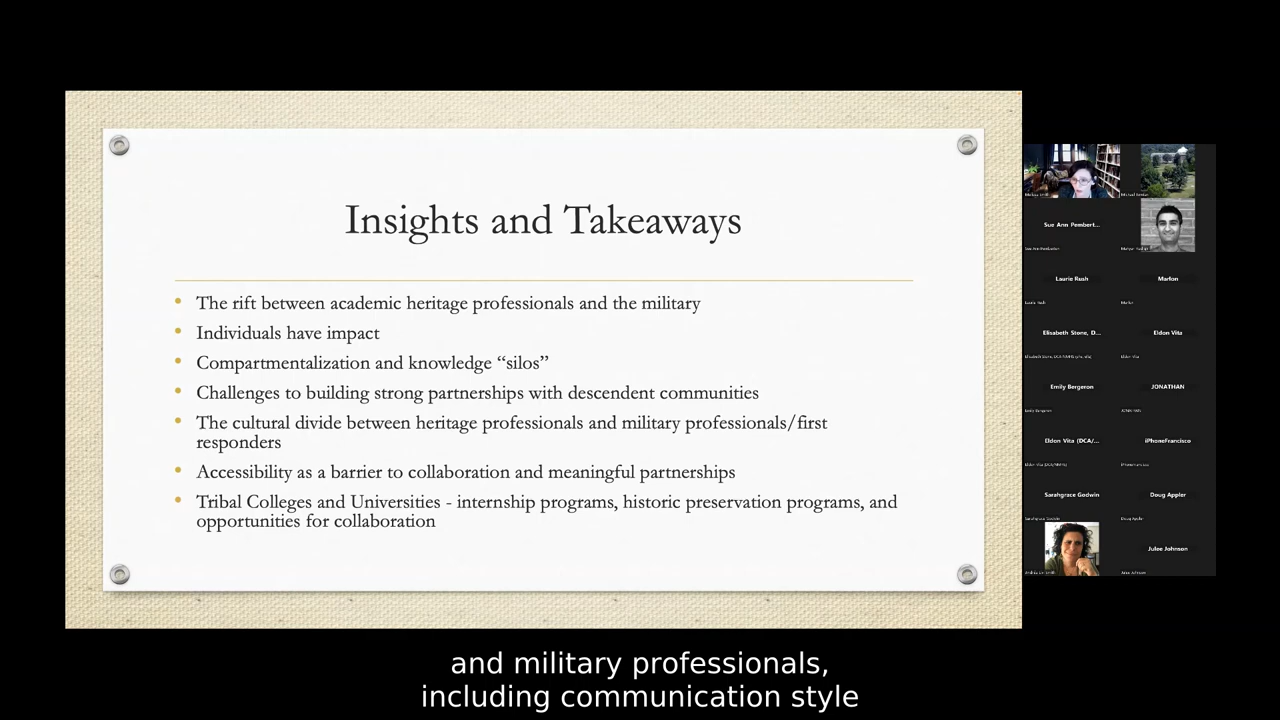 Insights and Takeaways
The rift between academic heritage professionals and the military
Individuals have impact
Compartmentalization and knowledge “silos”
Challenges to building strong partnerships with descendent communities
The cultural divide between heritage professionals and military professionals/first
responders
Accessibility as a barrier to collaboration and meaningful partnerships
Tribal Colleges and Universities - internship programs, historic preservation programs, and
opportunities for collaboration
Sue Ann Pembert...
Laurie Rush
Marlon
Elisabeth Stone, D...
Eldon Vita
Emily Bergeron
JONATHAN
Eldon Vita (DCA/...
iPhoneFrancisco
Sarahgrace Godwin
Doug Appler
Julee Johnson
and military professionals,
including communication style